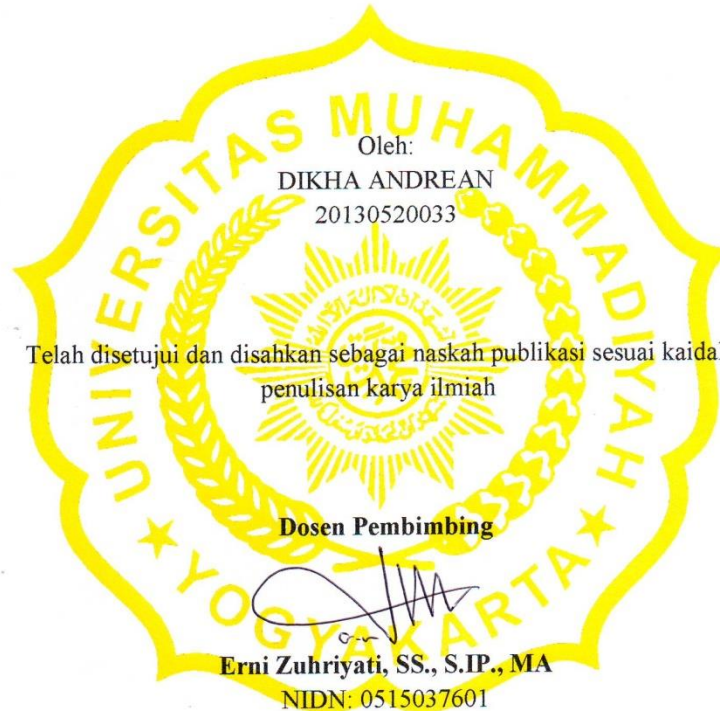 UNIVERSITAS MUHAMMADIYAH
★ YOGYAKARTA ★
Oleh:
DIKHA ANDREAN
20130520033
Telah disetujui dan disahkan sebagai naskah publikasi sesuai kaidah
penulisan karya ilmiah
Dosen Pembimbing
Erni Zuhriyati, SS., S.IP., MA
NIDN: 0515037601